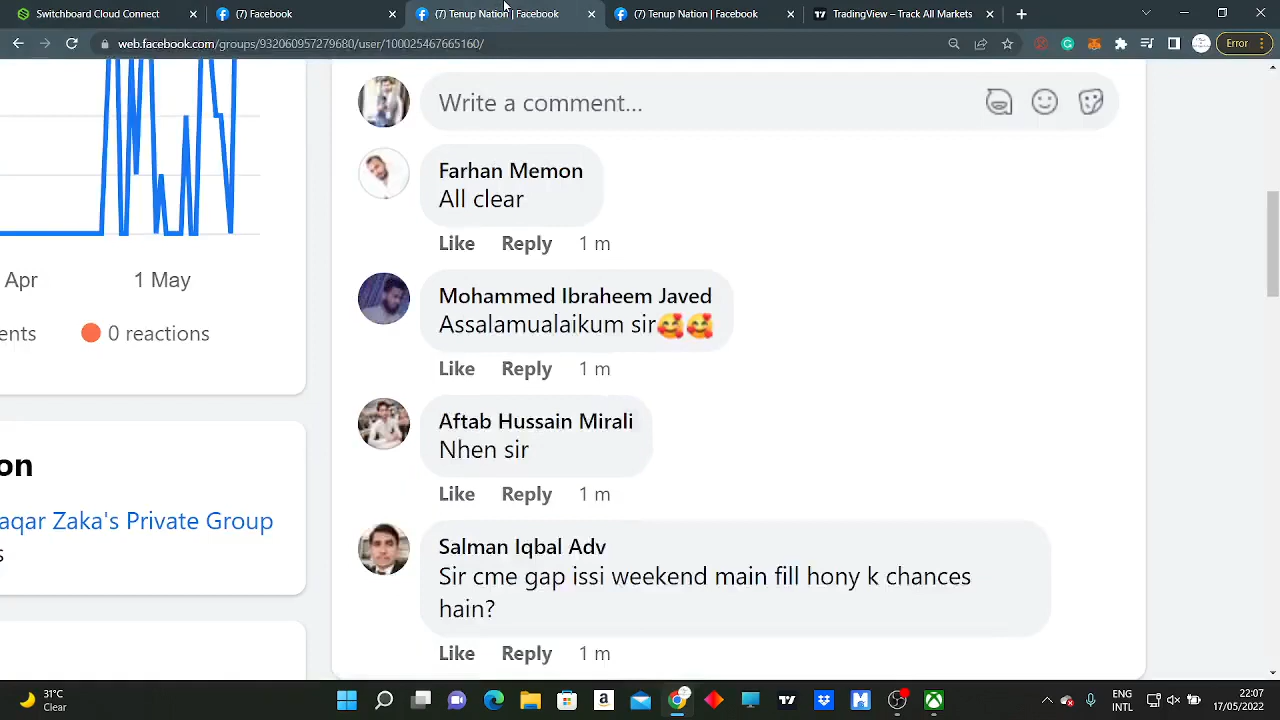 Switchboard Cloud Connect
(7) Facebook
(7) Tenup Nation | Facebook
(7) Tenup Nation | Facebook
TradingView – Track All Markets
web.facebook.com/groups/932060957279680/user/100025467665160/
Error
Write a comment...
Farhan Memon
All clear
Like Reply 1 m
Mohammed Ibraheem Javed
Assalamualaikum sir🥰🥰
Like Reply 1 m
Aftab Hussain Mirali
Nhen sir
Like Reply 1 m
Salman Iqbal Adv
Sir cme gap issi weekend main fill hony k chances
hain?
Like Reply 1 m
Apr 1 May
ents 0 reactions
on
aqar Zaka's Private Group
s
31°C
Clear
ENG
INTL
22:07
17/05/2022